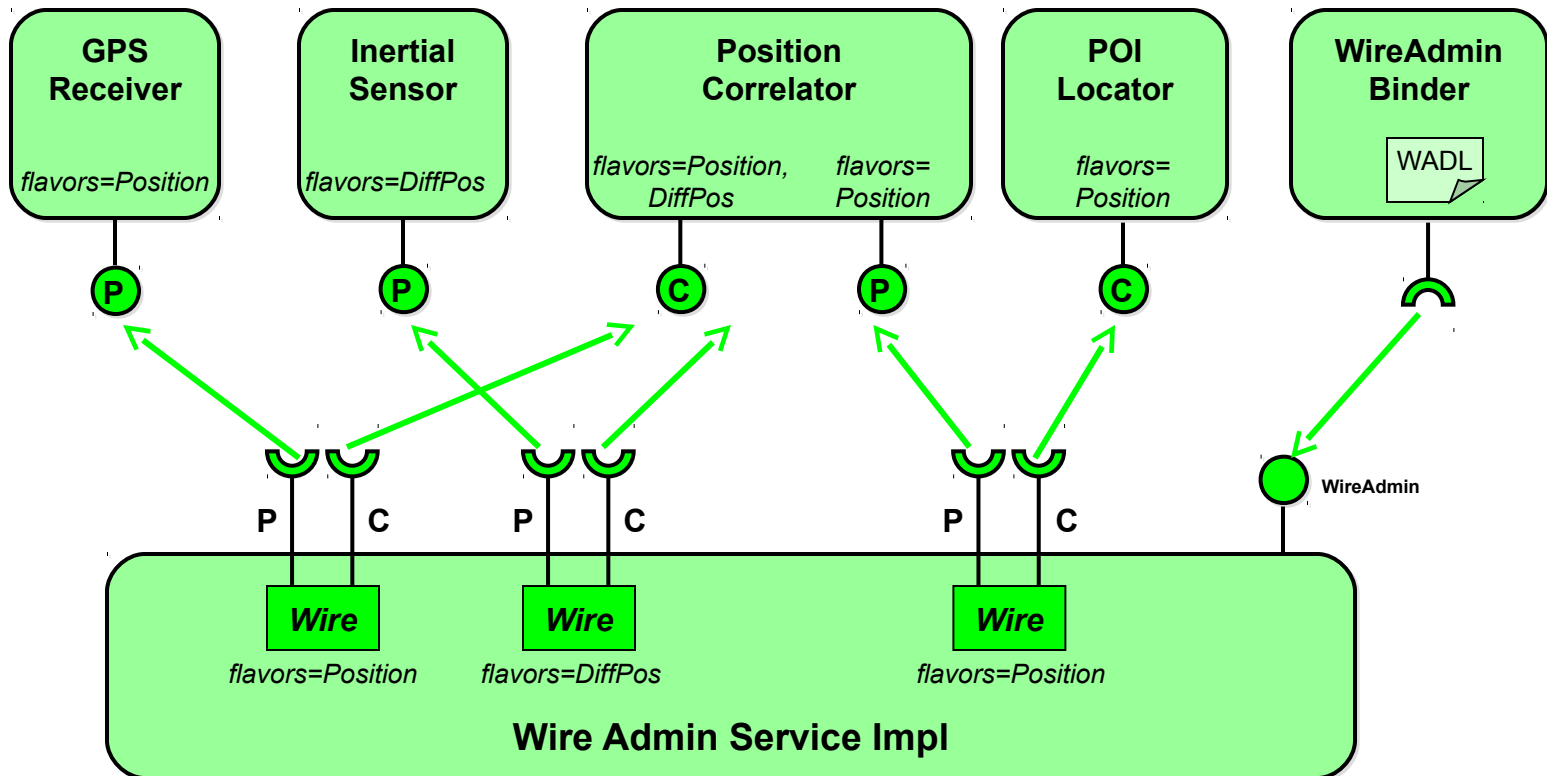 GPS
Receiver
flavors=Position
P
Inertial
Sensor
flavors=DiffPos
P
Position
Correlator
flavors=Position,
DiffPos
flavors=
Position
C
P
POI
Locator
flavors=
Position
C
WireAdmin
Binder
WADL
WireAdmin
P
C
P
C
P
C
Wire
flavors=Position
Wire
flavors=DiffPos
Wire
flavors=Position
Wire Admin Service Impl